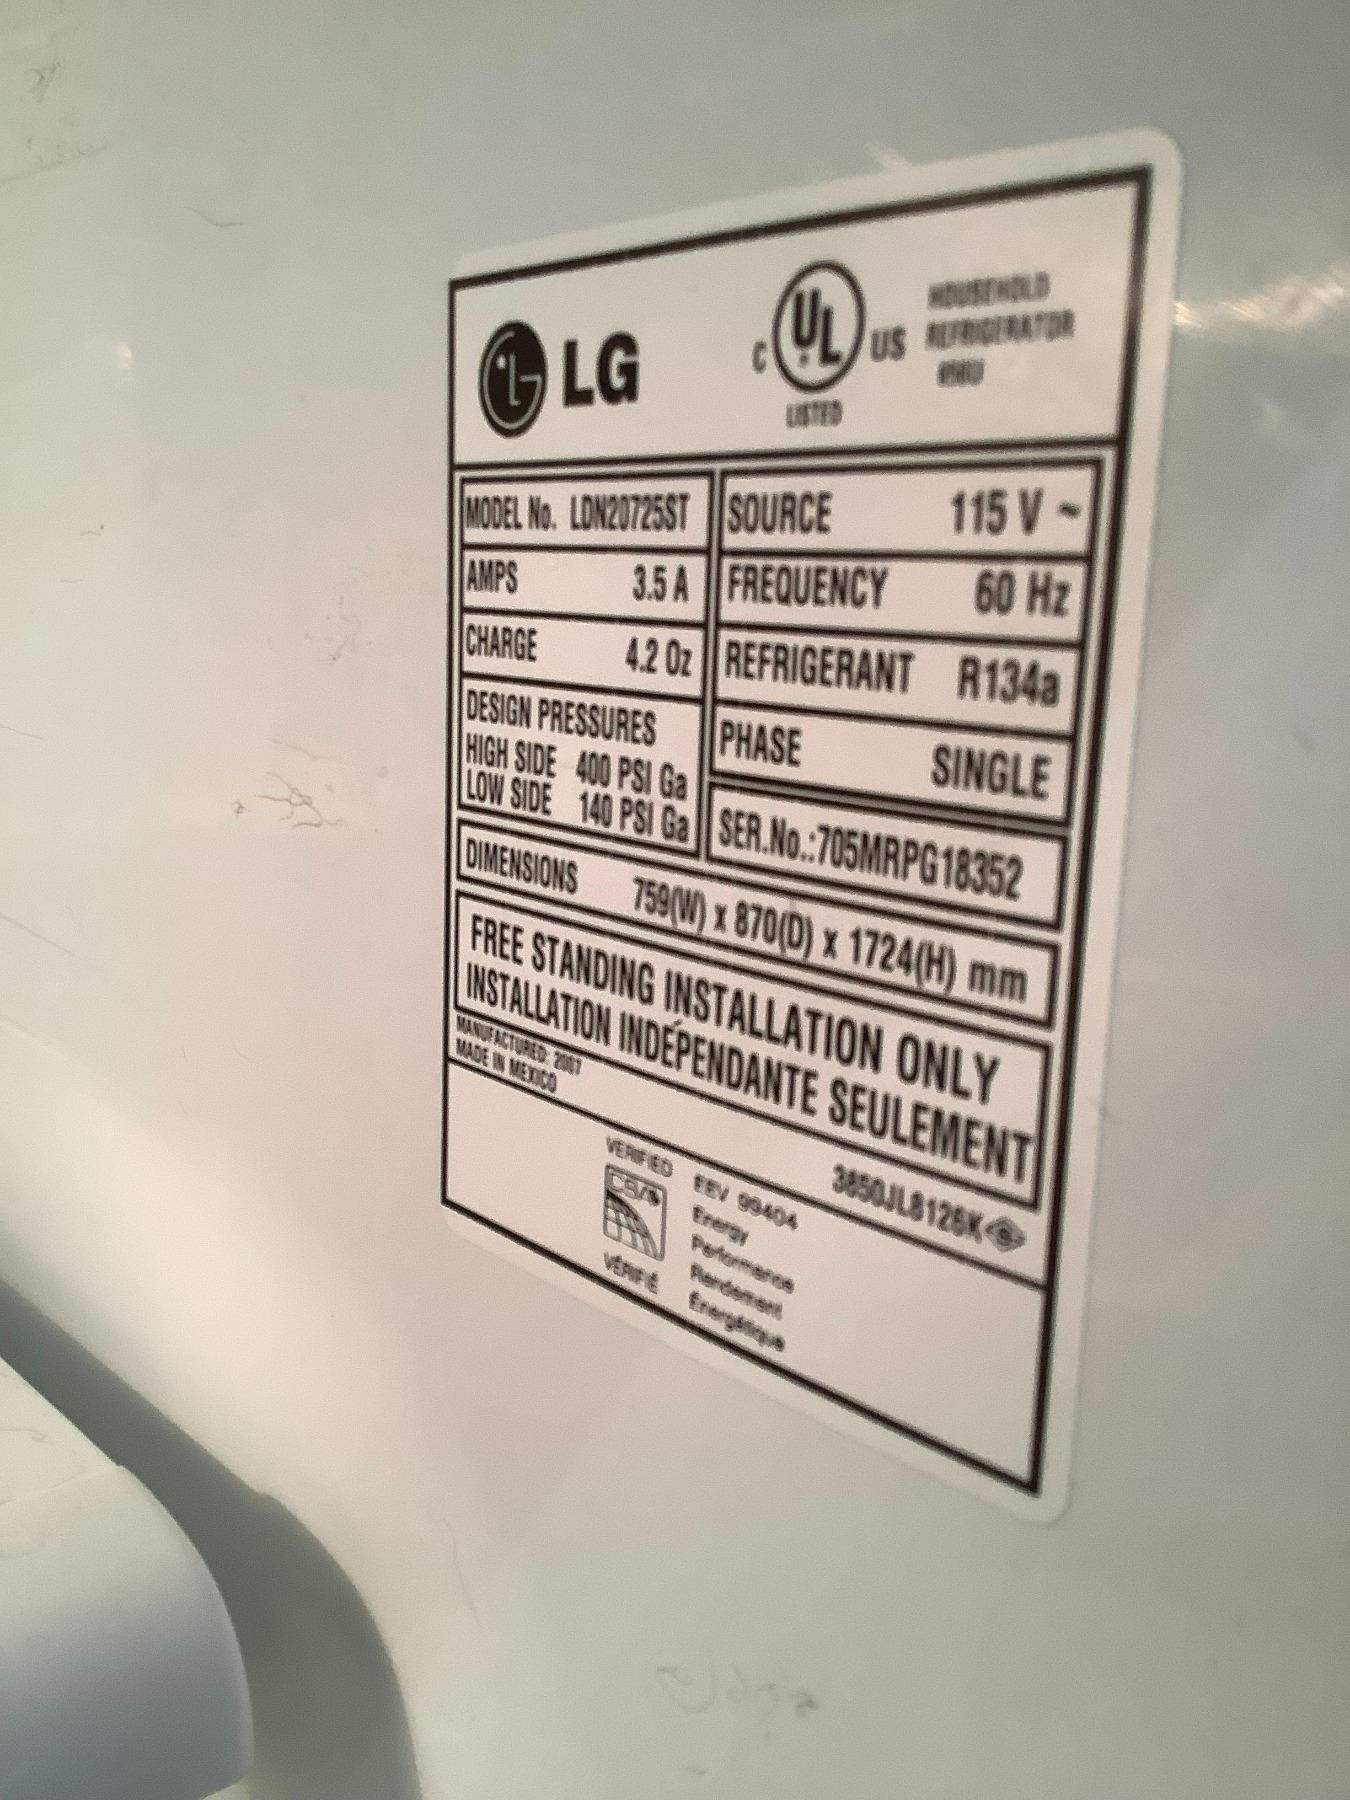 LG
C UL US
LISTED
HOUSEHOLD
REFRIGERATOR
MODEL No. LDN20725ST
AMPS 3.5 A
CHARGE 4.2 Oz
DESIGN PRESSURES
HIGH SIDE 400 PSI Ga
LOW SIDE 140 PSI Ga
SOURCE 115 V ~
FREQUENCY 60 Hz
REFRIGERANT R134a
PHASE SINGLE
SER.No.:705MRPG18352
DIMENSIONS 759(W) x 870(D) x 1724(H) mm
FREE STANDING INSTALLATION ONLY
INSTALLATION INDÉPENDANTE SEULEMENT
MANUFACTURED: 2007
MADE IN MEXICO
3850JL8126K
VERIFIED
CSA
VÉRIFIÉ
EEV 99404
Energy
Performance
Rendement
Énergétique